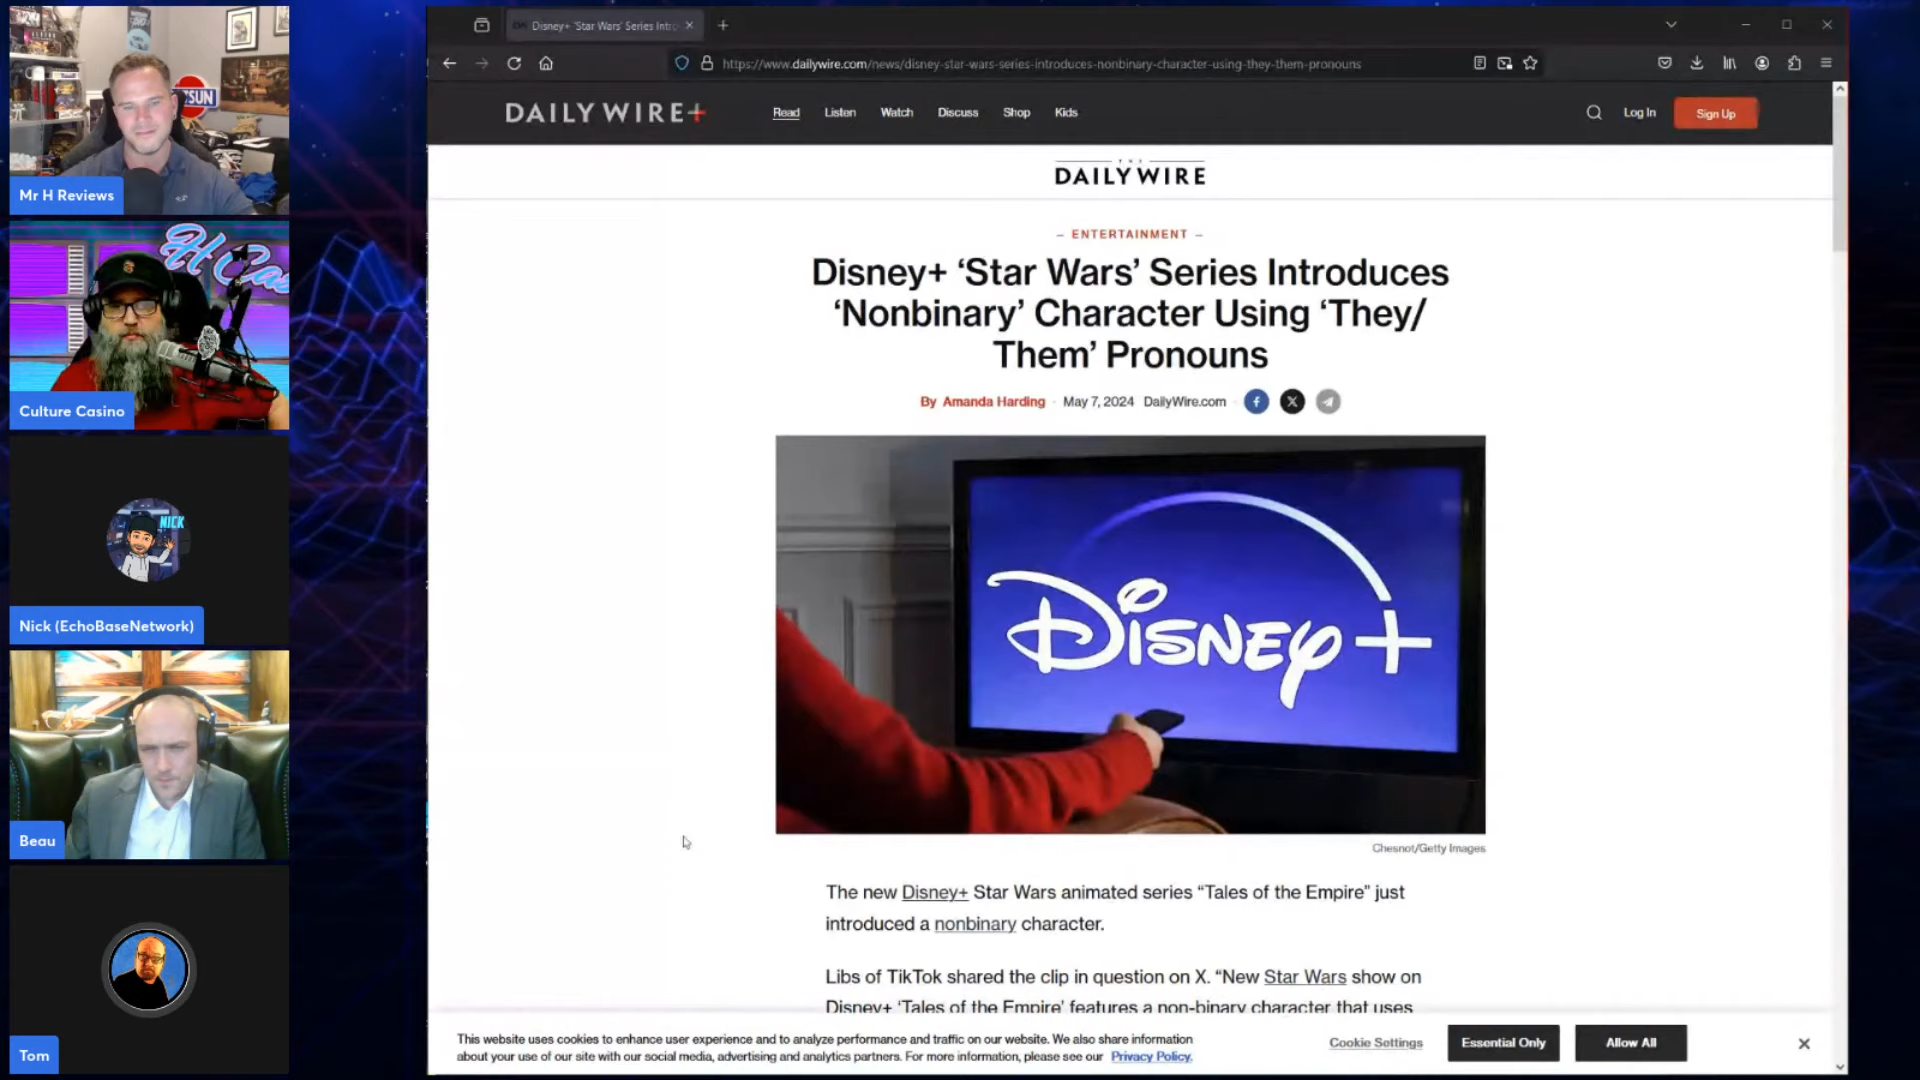 Mr H Reviews
Culture Casino
NICK
Nick (EchoBaseNetwork)
Beau
Tom
Disney+ 'Star Wars' Series Intro
https://www.dailywire.com/news/disney-star-wars-series-introduces-nonbinary-character-using-they-them-pronouns
DAILYWIRE+
Read
Listen
Watch
Discuss
Shop
Kids
Log In
Sign Up
THE
DAILYWIRE
– ENTERTAINMENT –
Disney+ ‘Star Wars’ Series Introduces
‘Nonbinary’ Character Using ‘They/
Them’ Pronouns
By Amanda Harding · May 7, 2024 DailyWire.com
Disney+
Chesnot/Getty Images
The new Disney+ Star Wars animated series “Tales of the Empire” just
introduced a nonbinary character.
Libs of TikTok shared the clip in question on X. “New Star Wars show on
Disney+ ‘Tales of the Empire’ features a non-binary character that uses
This website uses cookies to enhance user experience and to analyze performance and traffic on our website. We also share information
about your use of our site with our social media, advertising and analytics partners. For more information, please see our Privacy Policy.
Cookie Settings
Essential Only
Allow All